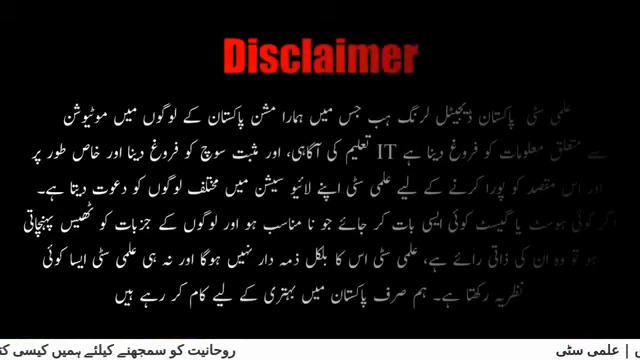 Disclaimer
علمی سٹی پاکستان ڈیجیٹل لرنگ ہب جس میں ہمارا مشن پاکستان کے لوگوں میں موٹیوشن
سے متعلق معلومات کو فروغ دینا ہے IT تعلیم کی آگاہی، اور مثبت سوچ کو فروغ دینا اور خاص طور پر
اور اس مقصد کو پورا کرنے کے لیے علمی سٹی اپنے لائیو سیشن میں مختلف لوگوں کو دعوت دیتا ہے۔
اگر کوئی ہوسٹ یا گیسٹ کوئی ایسی بات کر جائے جو نا مناسب ہو اور لوگوں کے جزبات کو ٹھیس پہنچاتی
ہو تو وہ ان کی ذاتی رائے ہے، علمی سٹی اس کا بلکل ذمہ دار نہیں ہوگا اور نہ ہی علمی سٹی ایسا کوئی
نظریہ رکھتا ہے۔ ہم صرف پاکستان میں بہتری کے لیے کام کر رہے ہیں
| علمی سٹی روحانیت کو سمجھنے کیلئے ہمیں کیسی